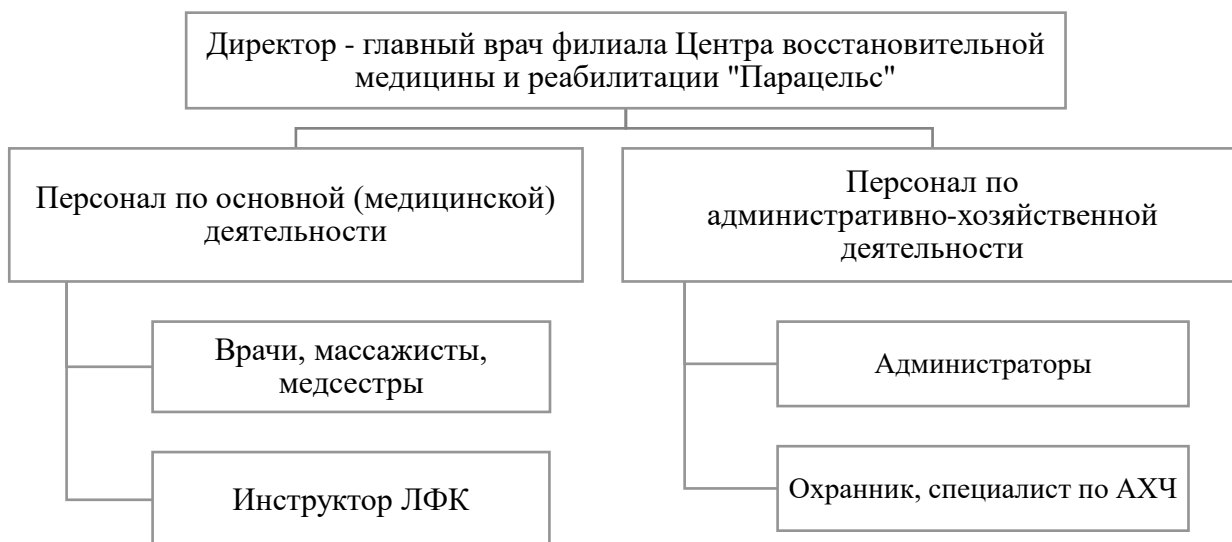 Директор - главный врач филиала Центра восстановительной
медицины и реабилитации "Парацельс"
Персонал по основной (медицинской)
деятельности
Персонал по
административно-хозяйственной
деятельности
Врачи, массажисты,
медсестры
Администраторы
Инструктор ЛФК
Охранник, специалист по АХЧ